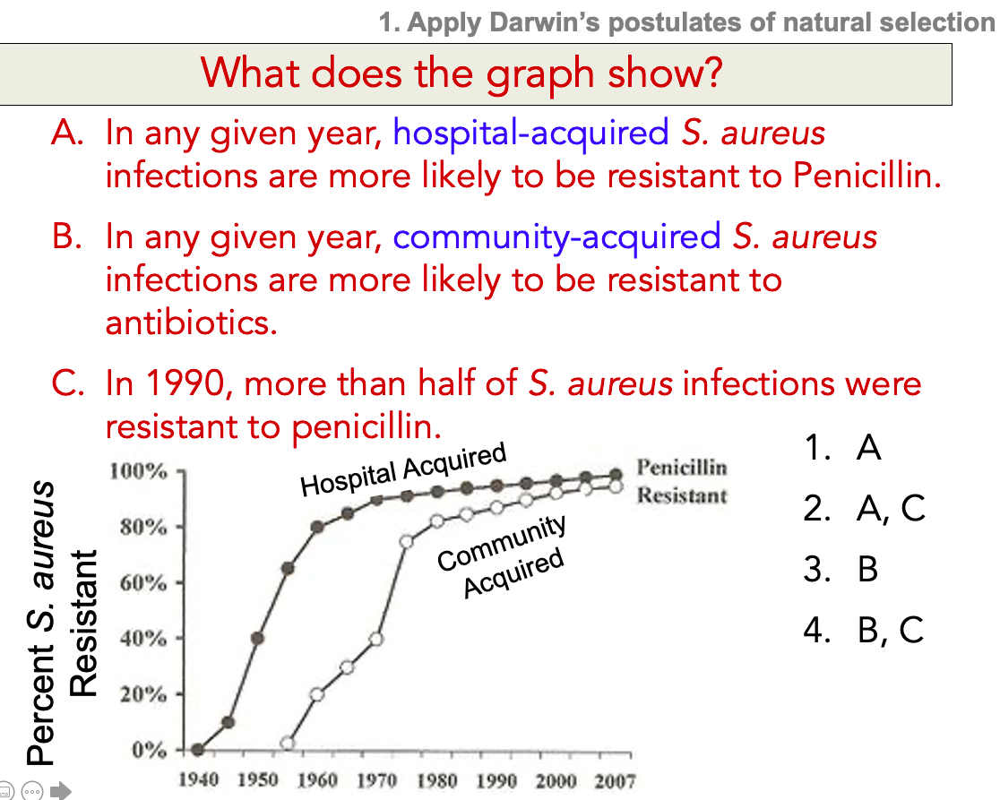 1. Apply Darwin’s postulates of natural selection
What does the graph show?
A. In any given year, hospital-acquired S. aureus
infections are more likely to be resistant to Penicillin.
B. In any given year, community-acquired S. aureus
infections are more likely to be resistant to
antibiotics.
C. In 1990, more than half of S. aureus infections were
resistant to penicillin.
1. A
2. A, C
3. B
4. B, C
Percent S. aureus
Resistant
100%
80%
60%
40%
20%
0%
Hospital Acquired
Community
Acquired
Penicillin
Resistant
1940 1950 1960 1970 1980 1990 2000 2007